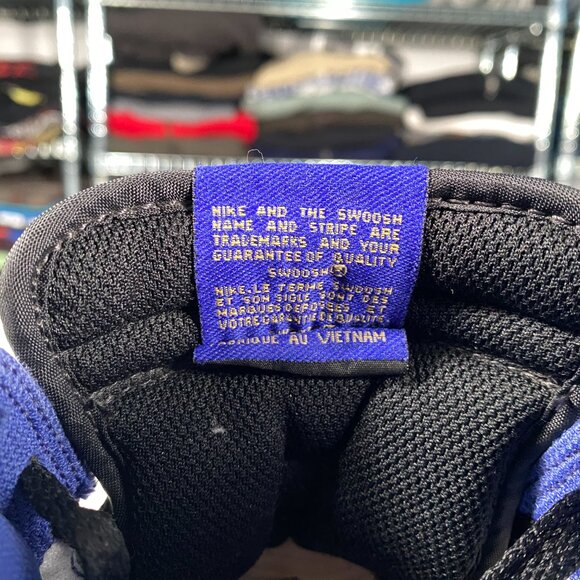 NIKE AND THE SWOOSH
NAME AND STRIPE ARE
TRADEMARKS AND YOUR
GUARANTEE OF QUALITY
SWOOSH®
NIKE, LE TERME SWOOSH
ET SON SIGLE SONT DES
MARQUES DEPOSEES ET
VOTRE GARANTIE DE QUALITE
AU VIETNAM